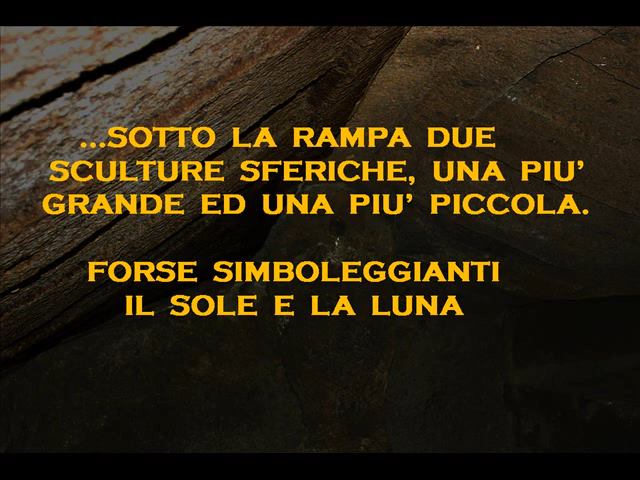 ...SOTTO LA RAMPA DUE
SCULTURE SFERICHE, UNA PIU'
GRANDE ED UNA PIU' PICCOLA.
FORSE SIMBOLEGGIANTI
IL SOLE E LA LUNA